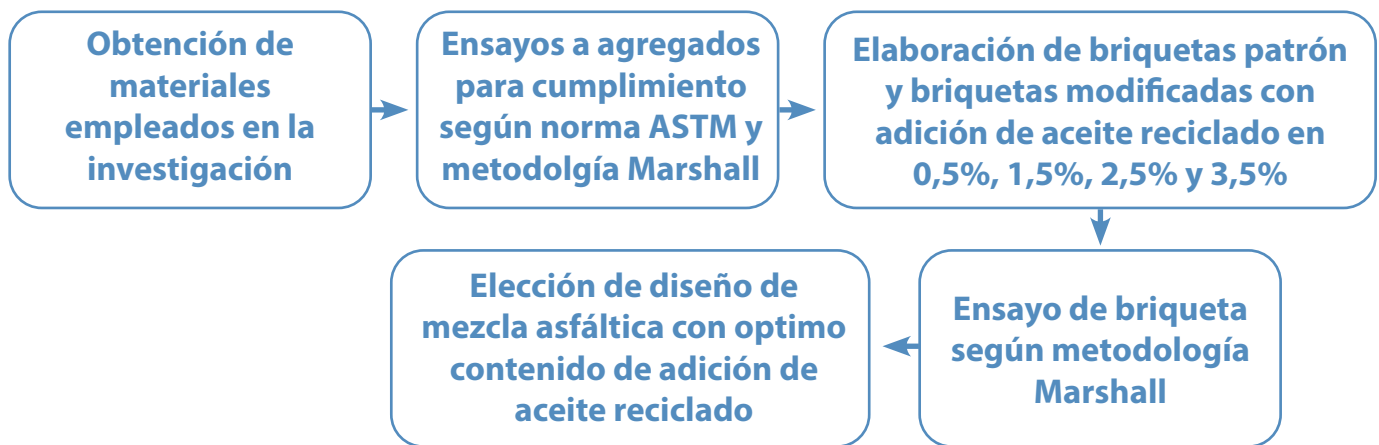 Obtención de
materiales
empleados en la
investigación
Ensayos a agregados
para cumplimiento
según norma ASTM y
metodolgía Marshall
Elaboración de briquetas patrón
y briquetas modificadas con
adición de aceite reciclado en
0,5%, 1,5%, 2,5% y 3,5%
Ensayo de briqueta
según metodología
Marshall
Elección de diseño de
mezcla asfáltica con optimo
contenido de adición de
aceite reciclado